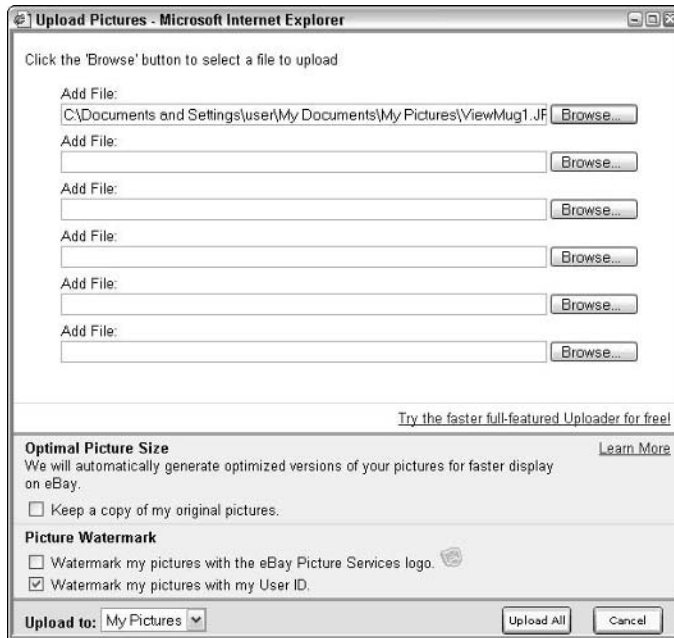 Upload Pictures - Microsoft Internet Explorer
Click the 'Browse' button to select a file to upload
Add File:
C:\Documents and Settings\user\My Documents\My Pictures\ViewMug1.JP Browse...
Add File:
Browse...
Add File:
Browse...
Add File:
Browse...
Add File:
Browse...
Add File:
Browse...
Try the faster full-featured Uploader for free!
Optimal Picture Size Learn More
We will automatically generate optimized versions of your pictures for faster display
on eBay.
Keep a copy of my original pictures.
Picture Watermark
Watermark my pictures with the eBay Picture Services logo.
Watermark my pictures with my User ID.
Upload to: My Pictures Upload All Cancel